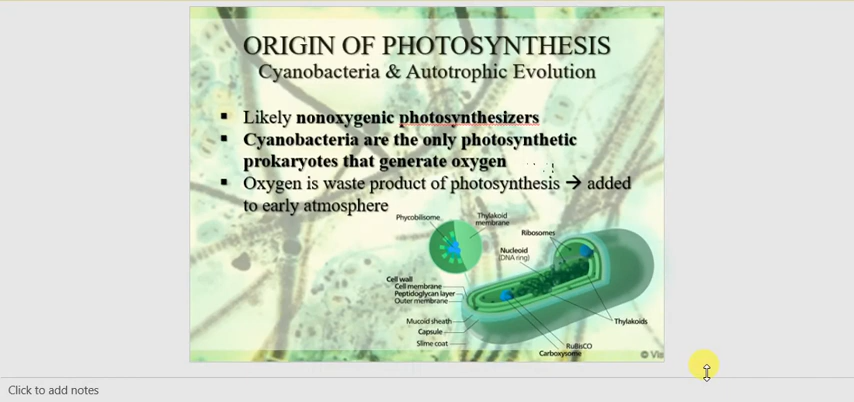 ORIGIN OF PHOTOSYNTHESIS
Cyanobacteria & Autotrophic Evolution
▪ Likely nonoxygenic photosynthesizers
▪ Cyanobacteria are the only photosynthetic
prokaryotes that generate oxygen
▪ Oxygen is waste product of photosynthesis → added
to early atmosphere
Phycobilisome
Thylakoid
membrane
Ribosomes
Nucleoid
(DNA ring)
Cell wall
Cell membrane
Peptidoglycan layer
Outer membrane
Mucoid sheath
Capsule
Slime coat
Thylakoids
RuBisCO
Carboxysome
© Vis
Click to add notes